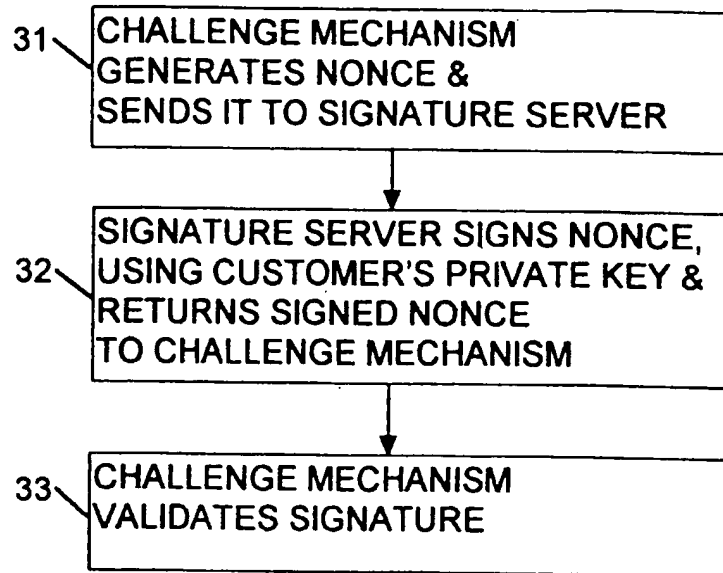 31
CHALLENGE MECHANISM
GENERATES NONCE &
SENDS IT TO SIGNATURE SERVER
32
SIGNATURE SERVER SIGNS NONCE,
USING CUSTOMER'S PRIVATE KEY &
RETURNS SIGNED NONCE
TO CHALLENGE MECHANISM
33
CHALLENGE MECHANISM
VALIDATES SIGNATURE